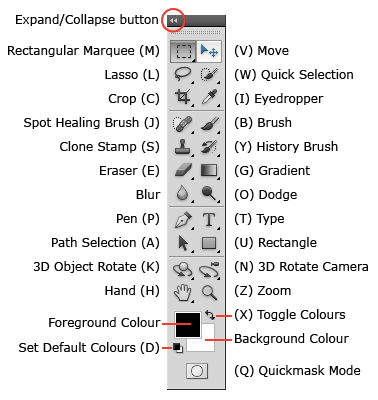 Expand/Collapse button
Rectangular Marquee (M) (V) Move
Lasso (L) (W) Quick Selection
Crop (C) (I) Eyedropper
Spot Healing Brush (J) (B) Brush
Clone Stamp (S) (Y) History Brush
Eraser (E) (G) Gradient
Blur (O) Dodge
Pen (P) T (T) Type
Path Selection (A) (U) Rectangle
3D Object Rotate (K) (N) 3D Rotate Camera
Hand (H) (Z) Zoom
(X) Toggle Colours
Foreground Colour
Background Colour
Set Default Colours (D)
(Q) Quickmask Mode